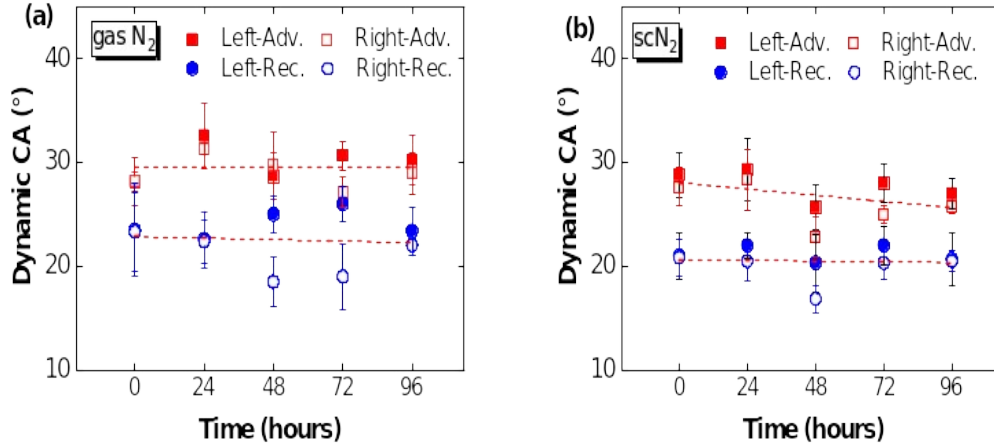 (a)
gas N₂
Left-Adv. Right-Adv.
Left-Rec. Right-Rec.
Dynamic CA (°)
40
30
20
10
0 24 48 72 96
Time (hours)
(b)
scN₂
Left-Adv. Right-Adv.
Left-Rec. Right-Rec.
Dynamic CA (°)
40
30
20
10
0 24 48 72 96
Time (hours)